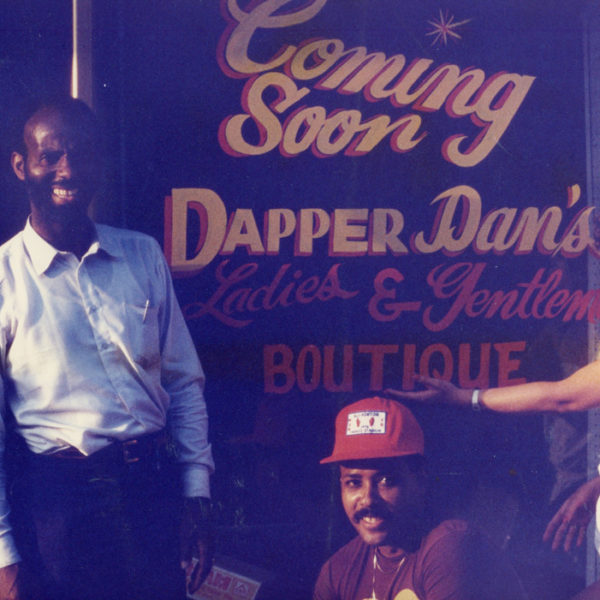 Coming
Soon
DAPPER Dan's
Ladies & Gentlem
BOUTIQUE